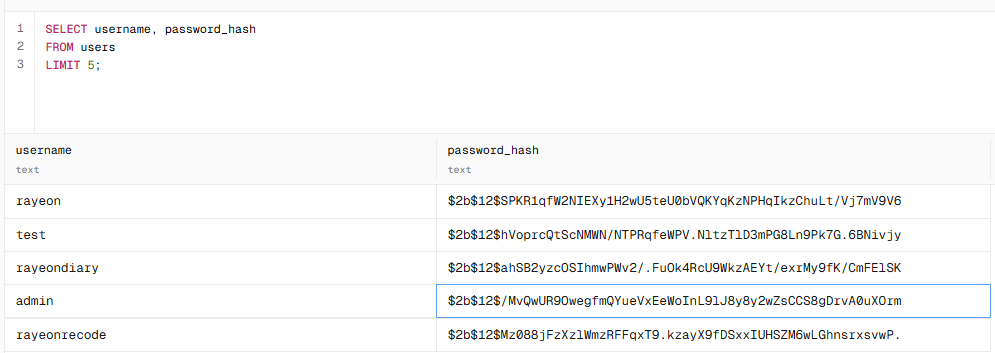 1 SELECT username, password_hash
2 FROM users
3 LIMIT 5;
username password_hash
text text
rayeon $2b$12$SPKR1qfW2NIEXy1H2wU5teU0bVQKYqKzNPHqIkzChuLt/Vj7mV9V6
test $2b$12$hVoprcQtScNMWN/NTPRqfeWPV.NltzTlD3mPG8Ln9Pk7G.6BNivjy
rayeondiary $2b$12$ahSB2yzcOSIhmwPWv2/.FuOk4RcU9WkzAEYt/exrMy9fK/CmFElSK
admin $2b$12$/MvQwUR9OwegfmQYueVxEeWoInL9lJ8y8y2wZsCCS8gDrvA0uXOrm
rayeonrecode $2b$12$Mz088jFzXzlWmzRFFqxT9.kzayX9fDSxxIUHSZM6wLGhnsrxsvwP.